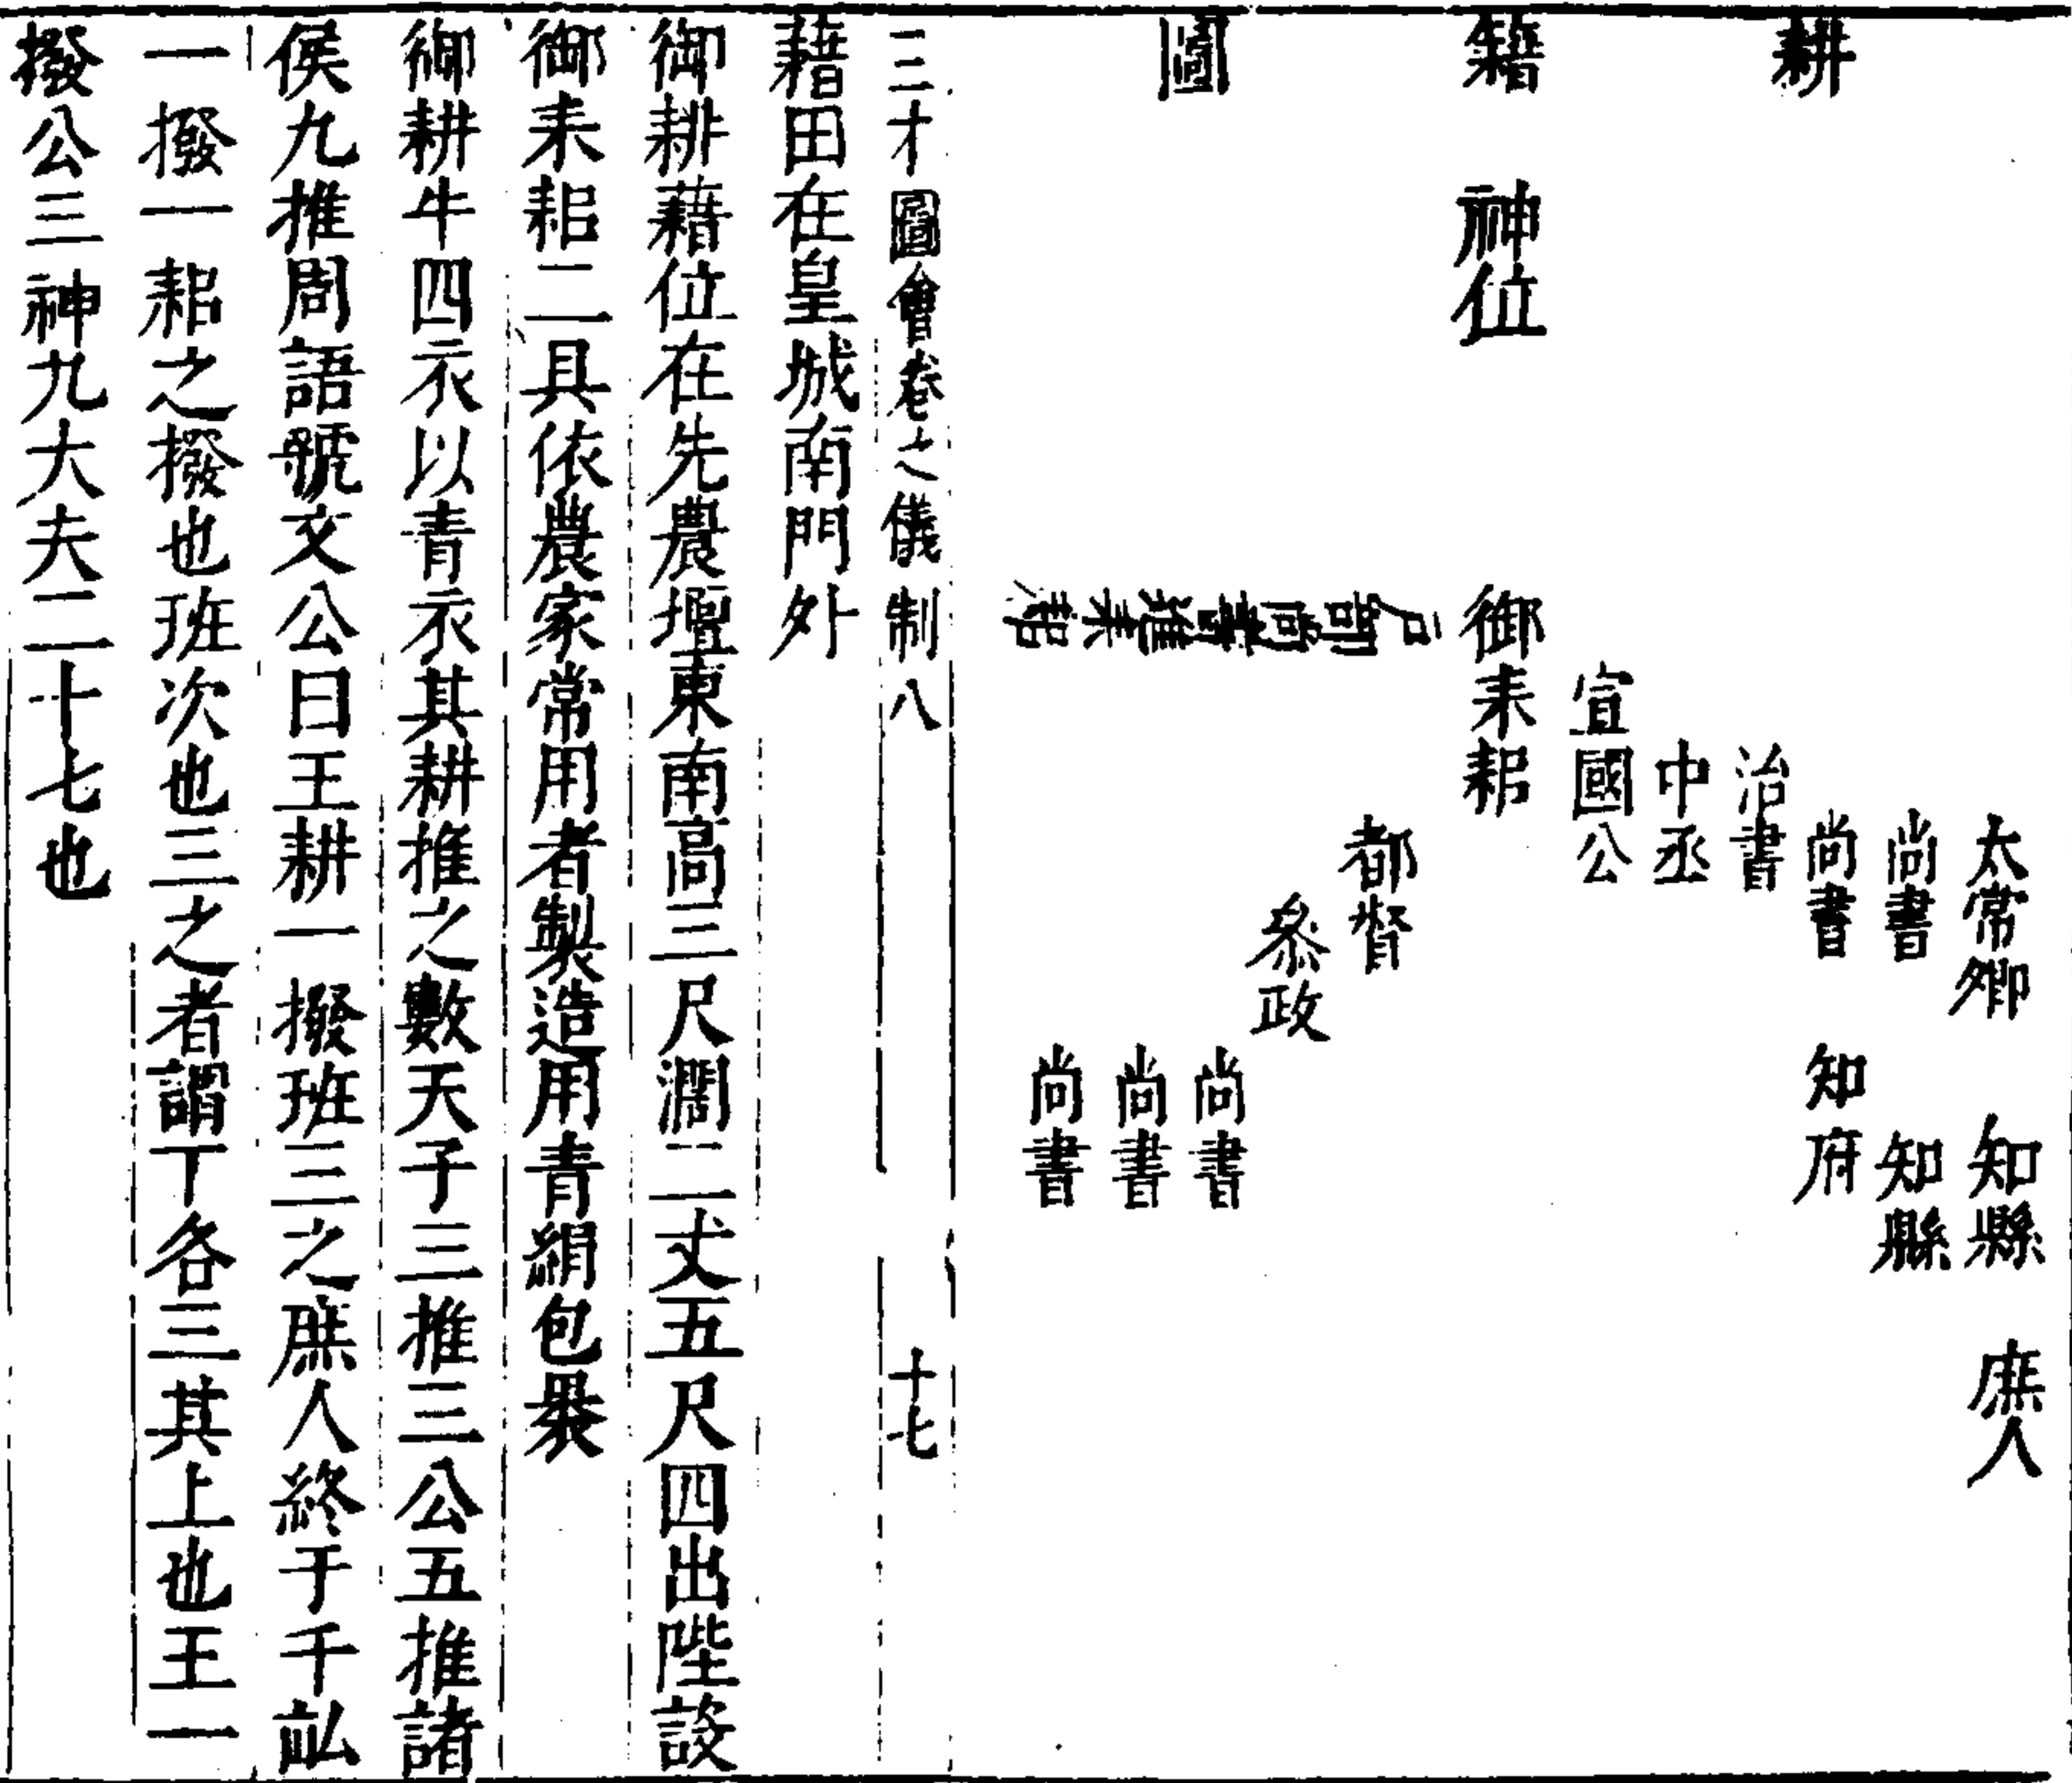 耕
籍
圖
神位
太常卿
知縣
庶人
尚書
知縣
尚書
知府
治書
中丞
宣國公
御耒耜
都督
參政
尚書
尚書
尚書
三才圖會卷之儀制八
十七
藉田在皇城南門外
御耕藉位在先農壇東南高三尺濶二丈五尺四出陛設
御耒耜二具依農家常用者製造用青絹包裹
御耕牛四衣以青衣其耕推之數天子三推三公五推諸
侯九推周語虢文公曰王耕一撥班三之庶人終于千畝
一撥一耜之撥也班次也三之者謂下各三其上也王一
撥公三神九大夫二十七也